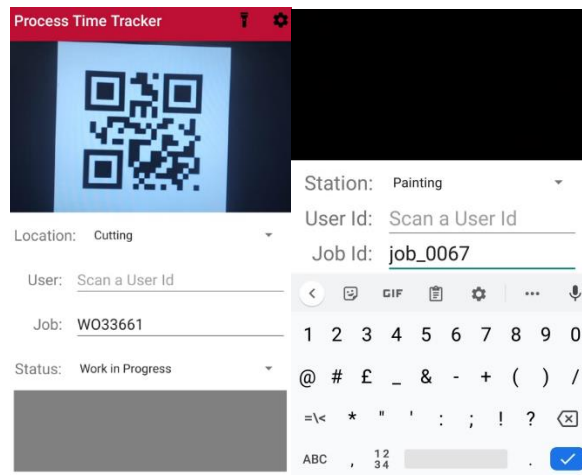 Process Time Tracker
Location: Cutting
User: Scan a User Id
Job: WO33661
Status: Work in Progress
Station: Painting
User Id: Scan a User Id
Job Id: job_0067
GIF
1 2 3 4 5 6 7 8 9 0
@ # £ _ & - + ( ) /
=\< * " ' : ; ! ?
ABC , 12 34 .